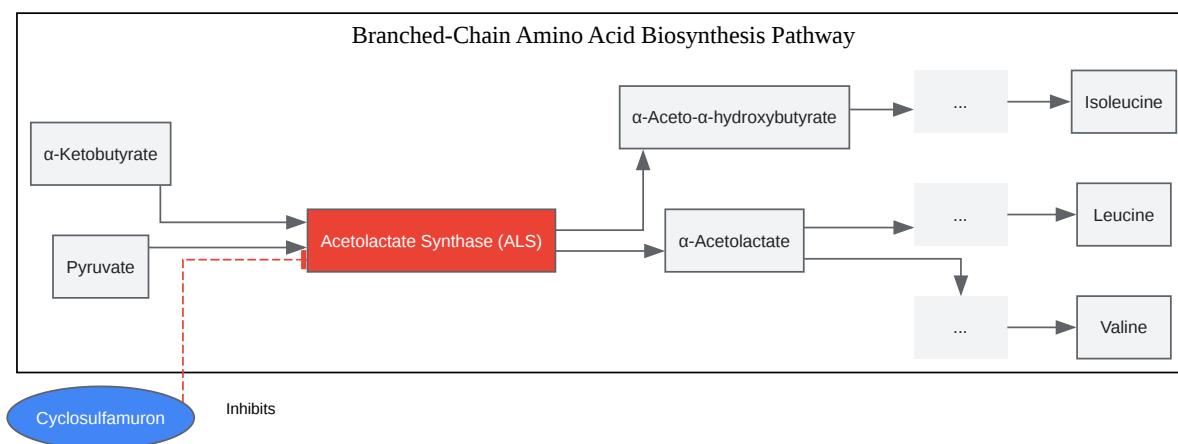 Branched-Chain Amino Acid Biosynthesis Pathway
α-Ketobutyrate
Pyruvate
Acetolactate Synthase (ALS)
α-Aceto-α-hydroxybutyrate
...
Isoleucine
α-Acetolactate
...
Leucine
...
Valine
Cyclosulfamuron
Inhibits